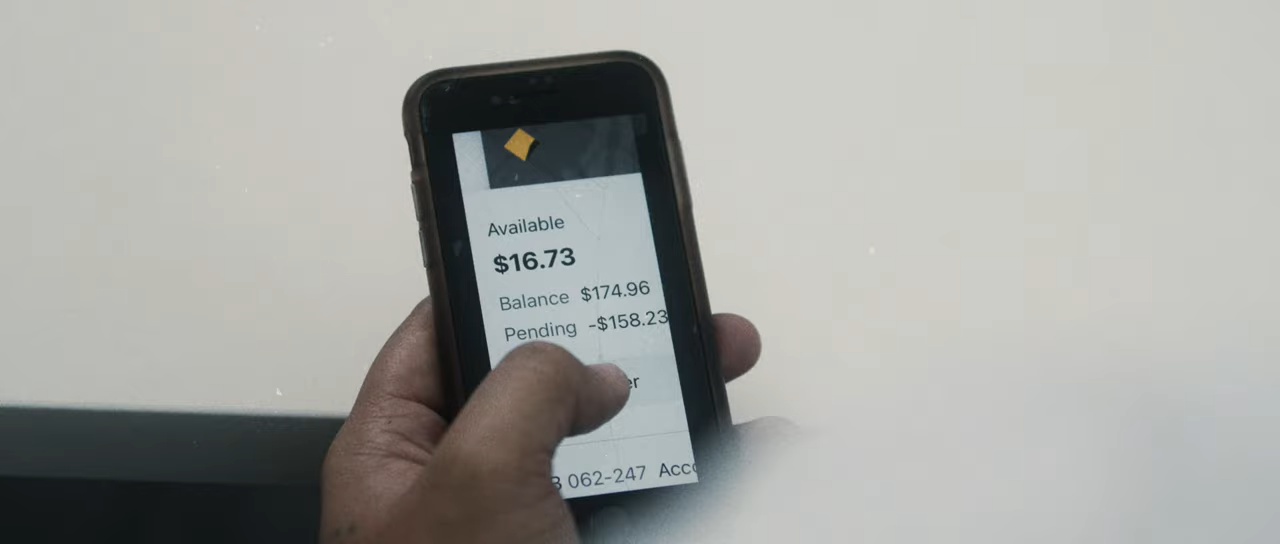 Available
$16.73
Balance $174.96
Pending -$158.23
062-247